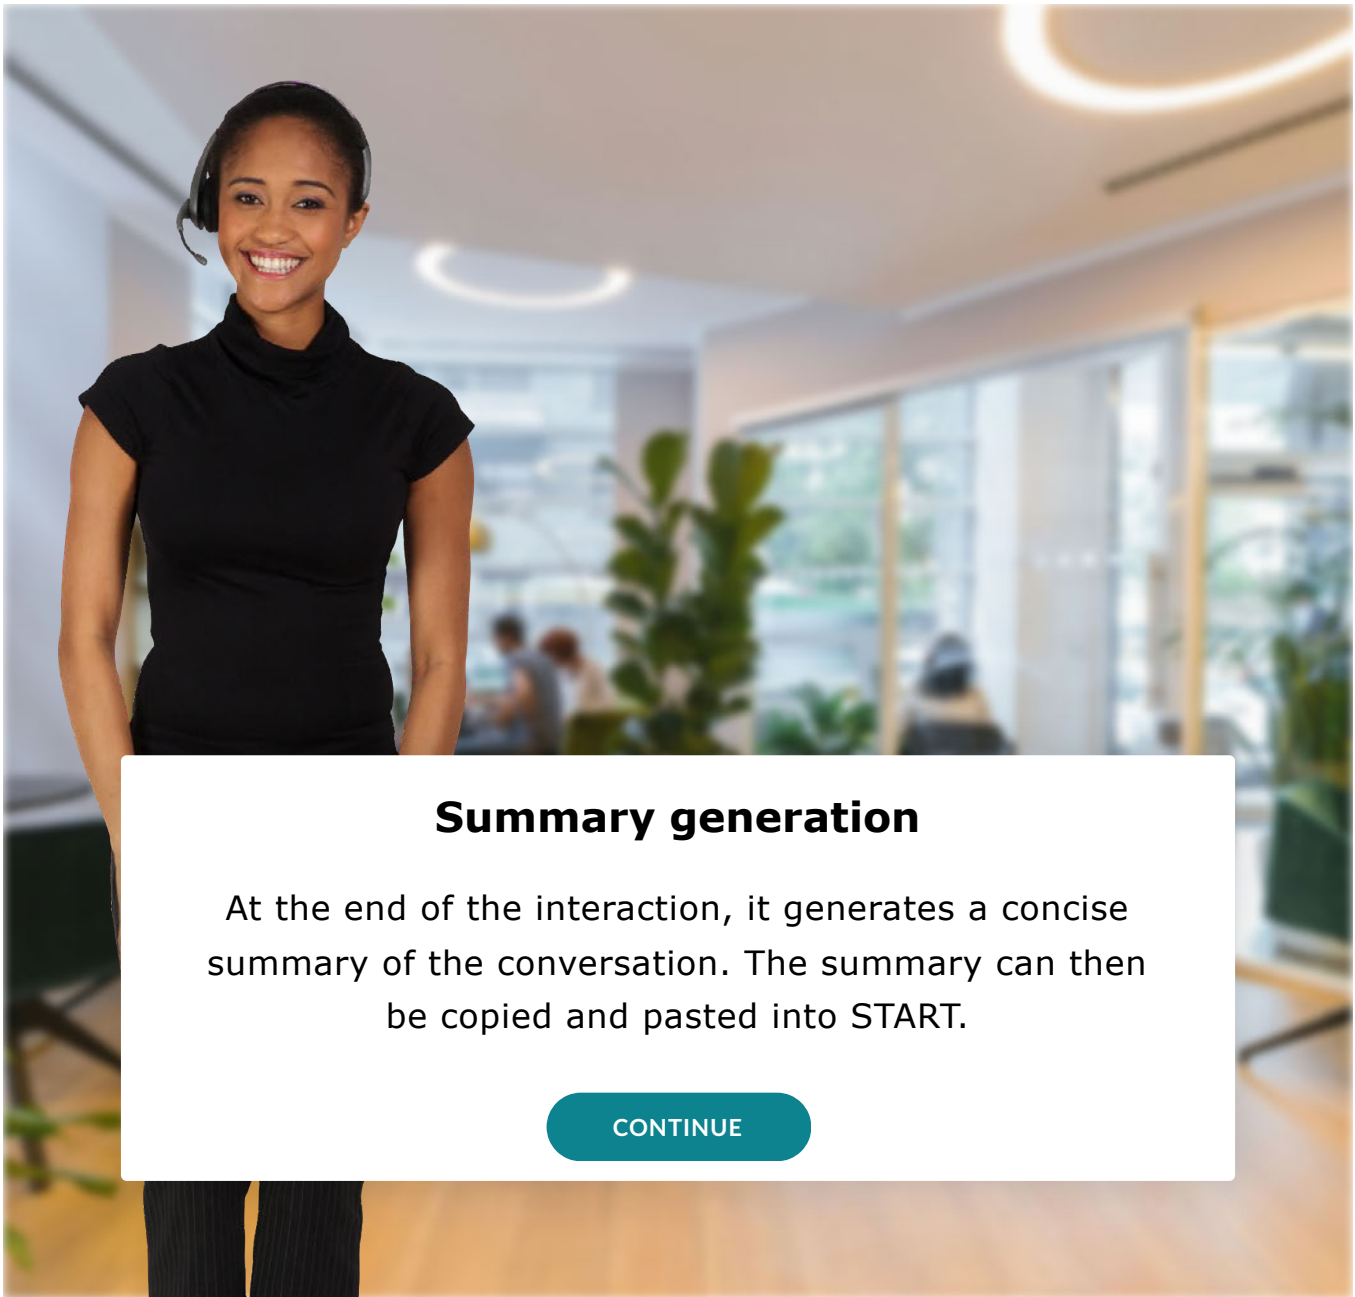 Summary generation
At the end of the interaction, it generates a concise
summary of the conversation. The summary can then
be copied and pasted into START.
CONTINUE